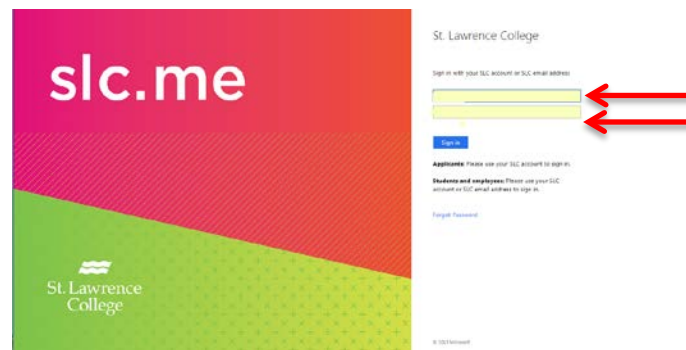 slc.me
St. Lawrence
College
St. Lawrence College
Sign in with your SLC account or SLC email address
Sign in
Applicants: Please use your SLC account to sign in.
Students and employees: Please use your SLC
account or SLC email address to sign in.
Forgot Password